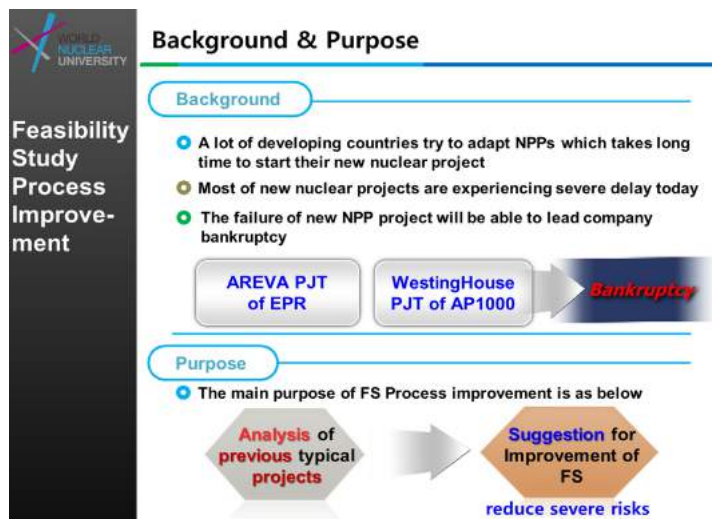 WORLD
NUCLEAR
UNIVERSITY
Background & Purpose
Feasibility
Study
Process
Improve-
ment
Background
A lot of developing countries try to adapt NPPs which takes long
time to start their new nuclear project
Most of new nuclear projects are experiencing severe delay today
The failure of new NPP project will be able to lead company
bankruptcy
AREVA PJT
of EPR
WestingHouse
PJT of AP1000
Bankruptcy
Purpose
The main purpose of FS Process improvement is as below
Analysis of
previous typical
projects
Suggestion for
Improvement of
FS
reduce severe risks